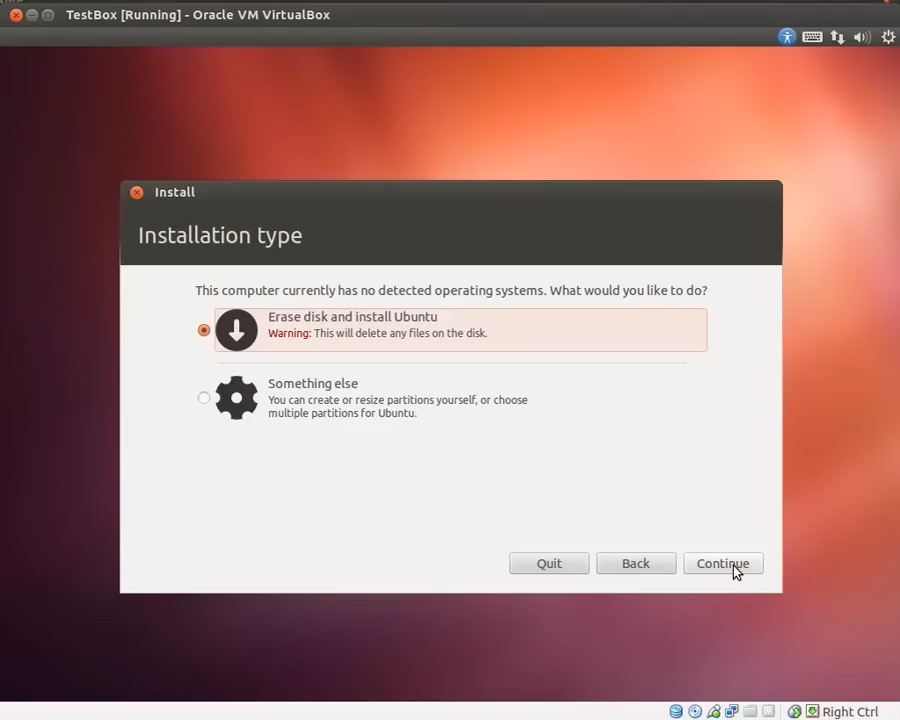 TestBox [Running] - Oracle VM VirtualBox
Install
Installation type
This computer currently has no detected operating systems. What would you like to do?
Erase disk and install Ubuntu
Warning: This will delete any files on the disk.
Something else
You can create or resize partitions yourself, or choose
multiple partitions for Ubuntu.
Quit
Back
Continue
Right Ctrl